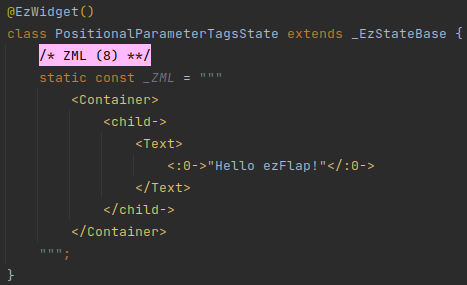 @EzWidget()
class PositionalParameterTagsState extends _EzStateBase {
    /* ZML (8) **/
    static const _ZML = """
        <Container>
            <child->
                <Text>
                    <:0->"Hello ezFlap!"</:0->
                </Text>
            </child->
        </Container>
    """;
}